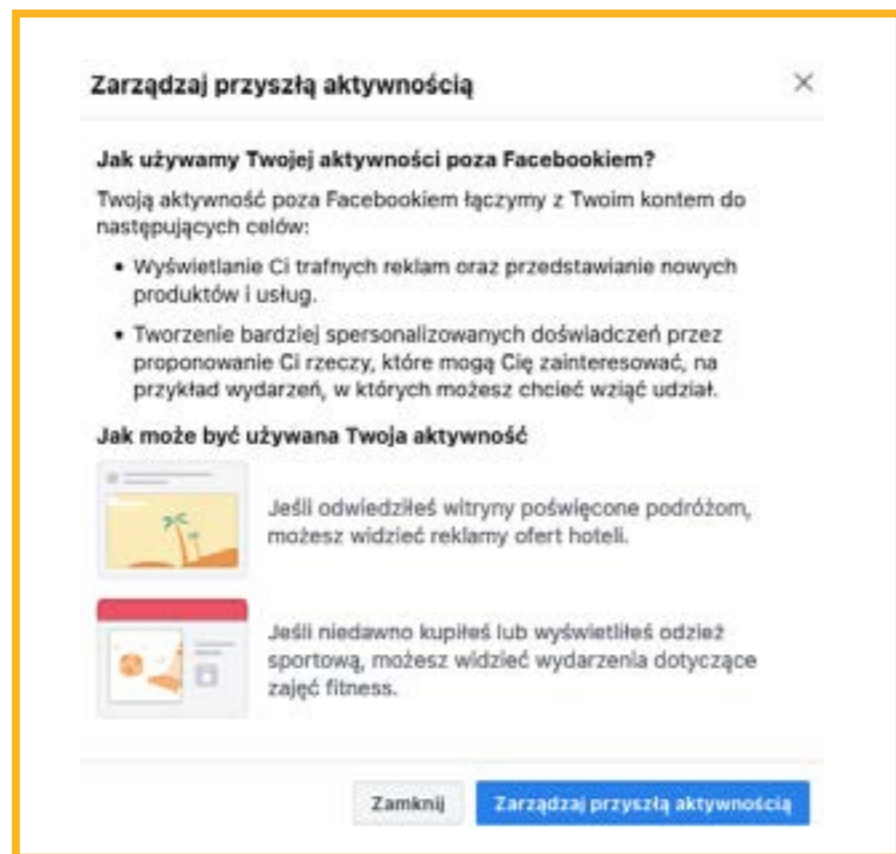 Zarządzaj przyszłą aktywnością
Jak używamy Twojej aktywności poza Facebookiem?
Twoją aktywność poza Facebookiem łączymy z Twoim kontem do
następujących celów:
• Wyświetlanie Ci trafnych reklam oraz przedstawianie nowych
produktów i usług.
• Tworzenie bardziej spersonalizowanych doświadczeń przez
proponowanie Ci rzeczy, które mogą Cię zainteresować, na
przykład wydarzeń, w których możesz chcieć wziąć udział.
Jak może być używana Twoja aktywność
Jeśli odwiedziłeś witryny poświęcone podróżom,
możesz widzieć reklamy ofert hoteli.
Jeśli niedawno kupiłeś lub wyświetliłeś odzież
sportową, możesz widzieć wydarzenia dotyczące
zajęć fitness.
Zamknij Zarządzaj przyszłą aktywnością